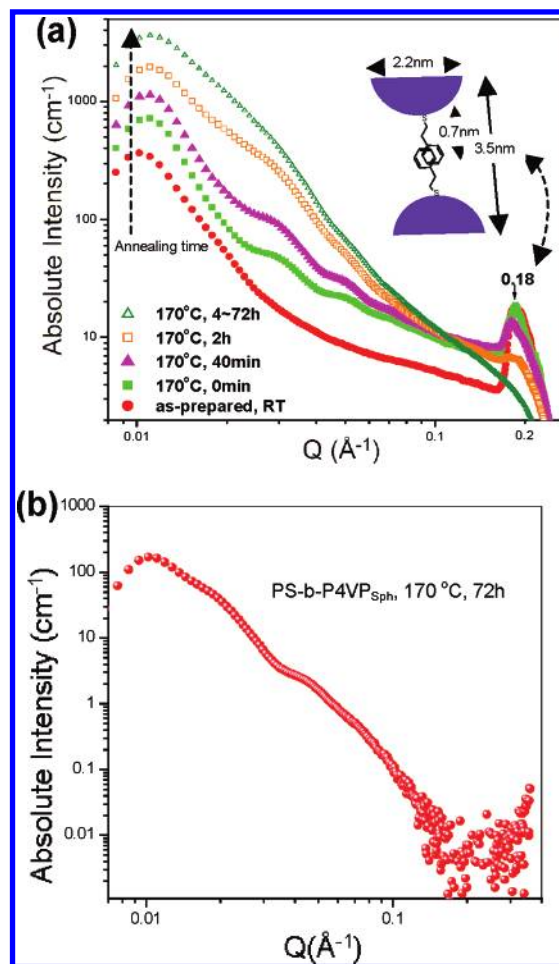 (a)
Absolute Intensity (cm-1)
1000
100
10
Annealing time
2.2nm
S
0.7nm
3.5nm
S
0.18
170°C, 4~72h
170°C, 2h
170°C, 40min
170°C, 0min
as-prepared, RT
0.01
0.1
0.2
Q (Å-1)
(b)
Absolute Intensity (cm-1)
1000
100
10
1
0.1
0.01
PS-b-P4VPSph, 170 °C, 72h
0.01
0.1
Q(Å-1)